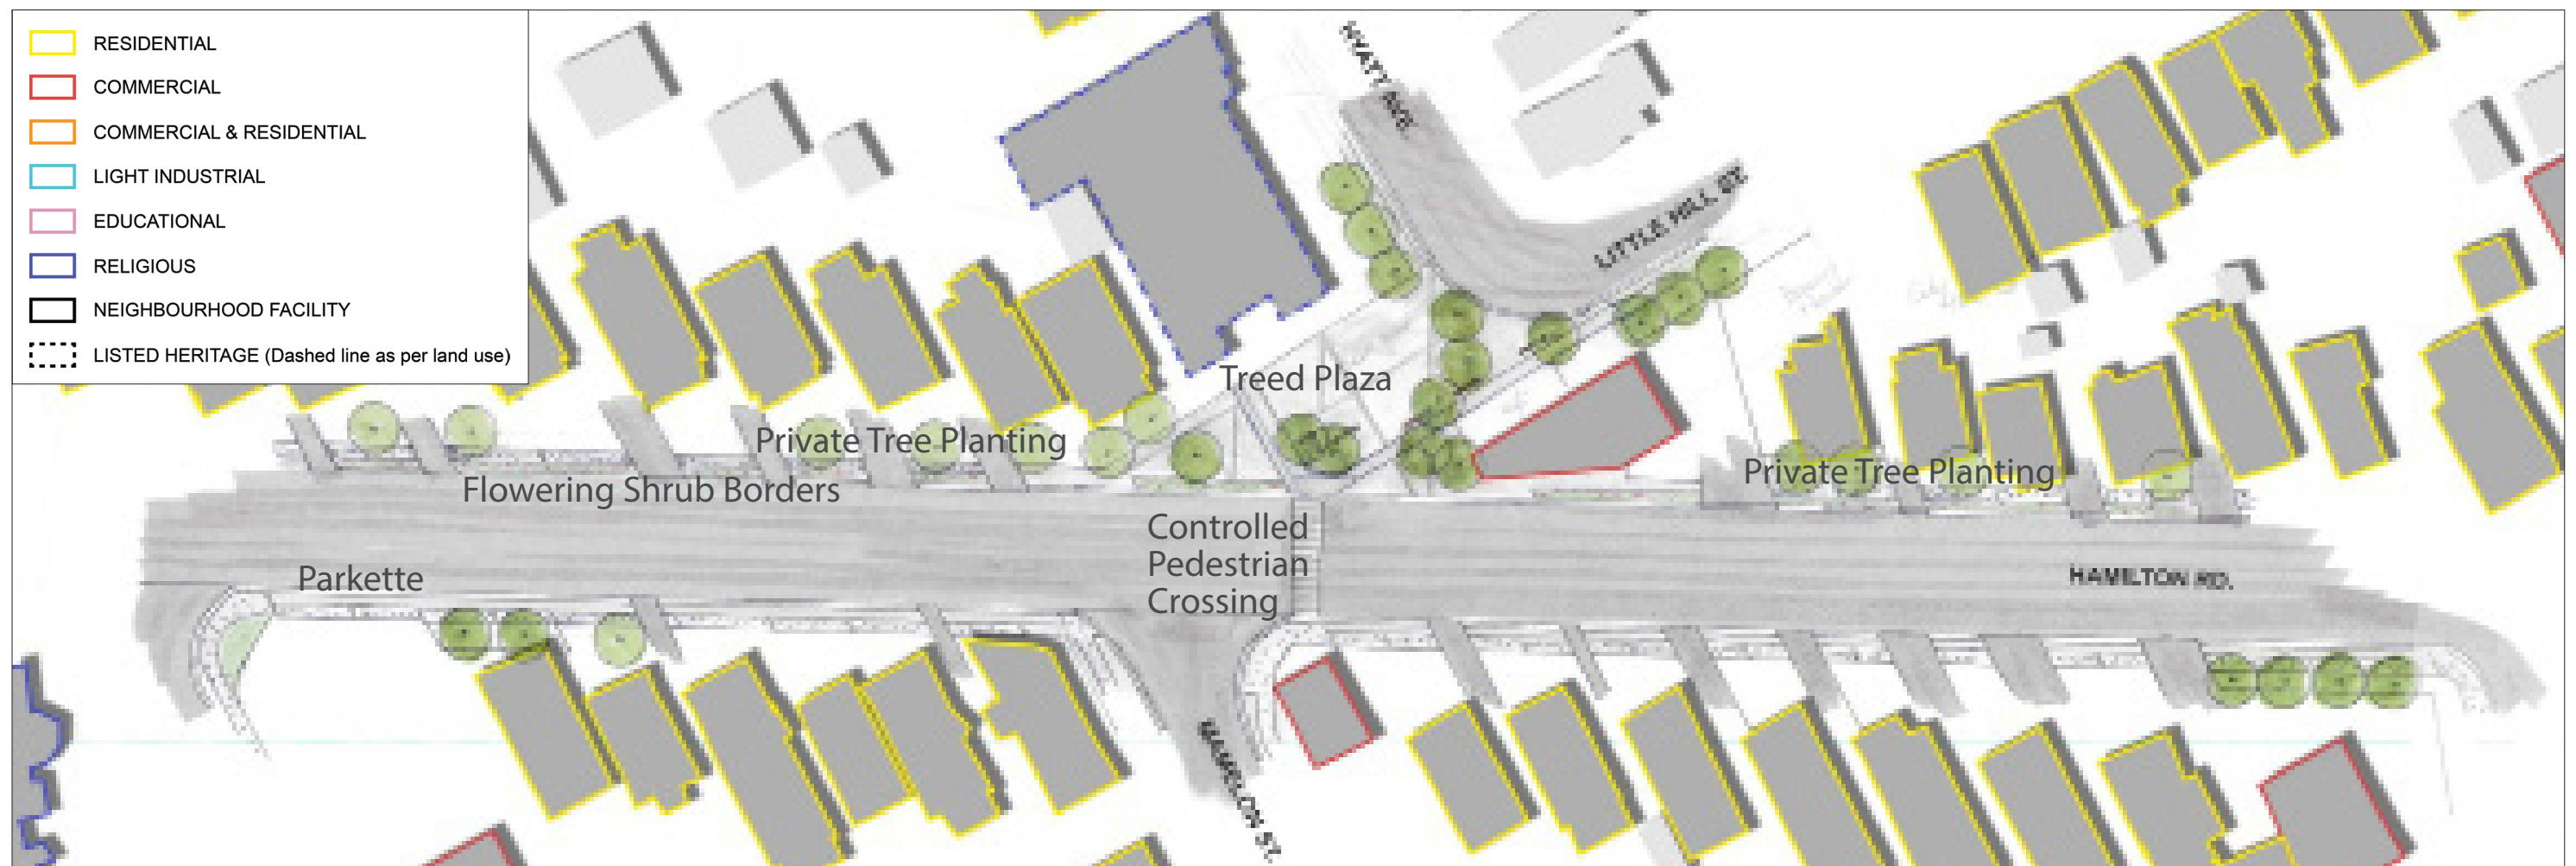 RESIDENTIAL
COMMERCIAL
COMMERCIAL & RESIDENTIAL
LIGHT INDUSTRIAL
EDUCATIONAL
RELIGIOUS
NEIGHBOURHOOD FACILITY
LISTED HERITAGE (Dashed line as per land use)
HYATT AVE.
LITTLE HILL ST.
Treed Plaza
Private Tree Planting
Private Tree Planting
Flowering Shrub Borders
Controlled
Pedestrian
Crossing
Parkette
HAMILTON RD.
MAMELON ST.